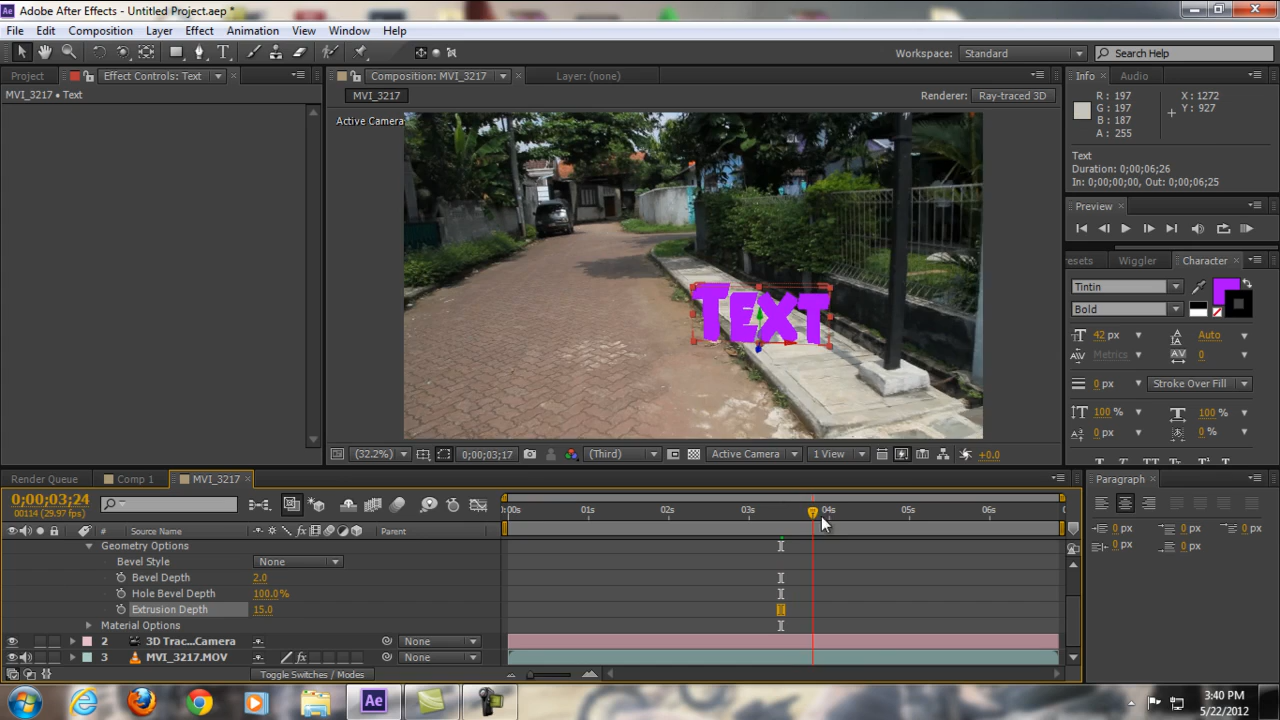 Adobe After Effects - Untitled Project.aep *
File Edit Composition Layer Effect Animation View Window Help
Workspace: Standard Search Help
Project Effect Controls: Text Composition: MVI_3217 Layer: (none) Info Audio
MVI_3217 • Text
MVI_3217 Renderer: Ray-traced 3D
Active Camera
R: 197 X: 1272
G: 197 Y: 927
B: 187
A: 255
Text
Duration: 0;00;06;26
In: 0;00;00;00, Out: 0;00;06;25
Preview
esets Wiggler Character
Tintin
Bold
TEXT
42 px Auto
Metrics 0
0 px Stroke Over Fill
100 % 100 %
0 px 0 %
(32.2%) 0;00;03;17 (Third) Active Camera 1 View +0.0
Render Queue Comp 1 MVI_3217 Paragraph
0;00;03;24
00114 (29.97 fps)
:00s 01s 02s 03s 04s 05s 06s
# Source Name Parent
0 px 0 px 0 px
0 px 0 px
Geometry Options
Bevel Style None
Bevel Depth 2.0
Hole Bevel Depth 100.0%
Extrusion Depth 15.0
Material Options
2 3D Trac...Camera None
3 MVI_3217.MOV None
Toggle Switches / Modes
3:40 PM
5/22/2012